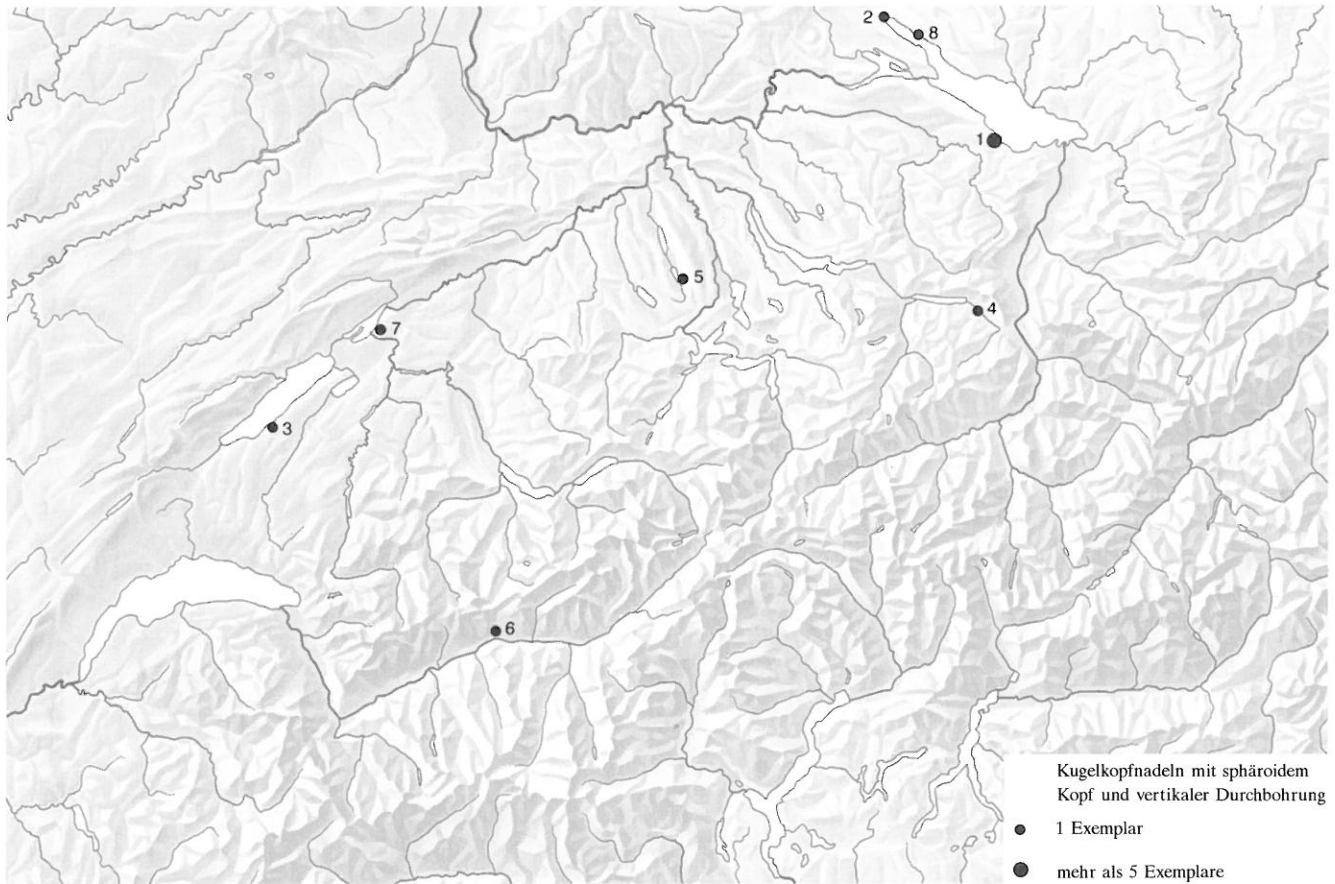 2
8
1
5
4
7
3
6
Kugelkopfnadeln mit sphäroidem
Kopf und vertikaler Durchbohrung
1 Exemplar
mehr als 5 Exemplare